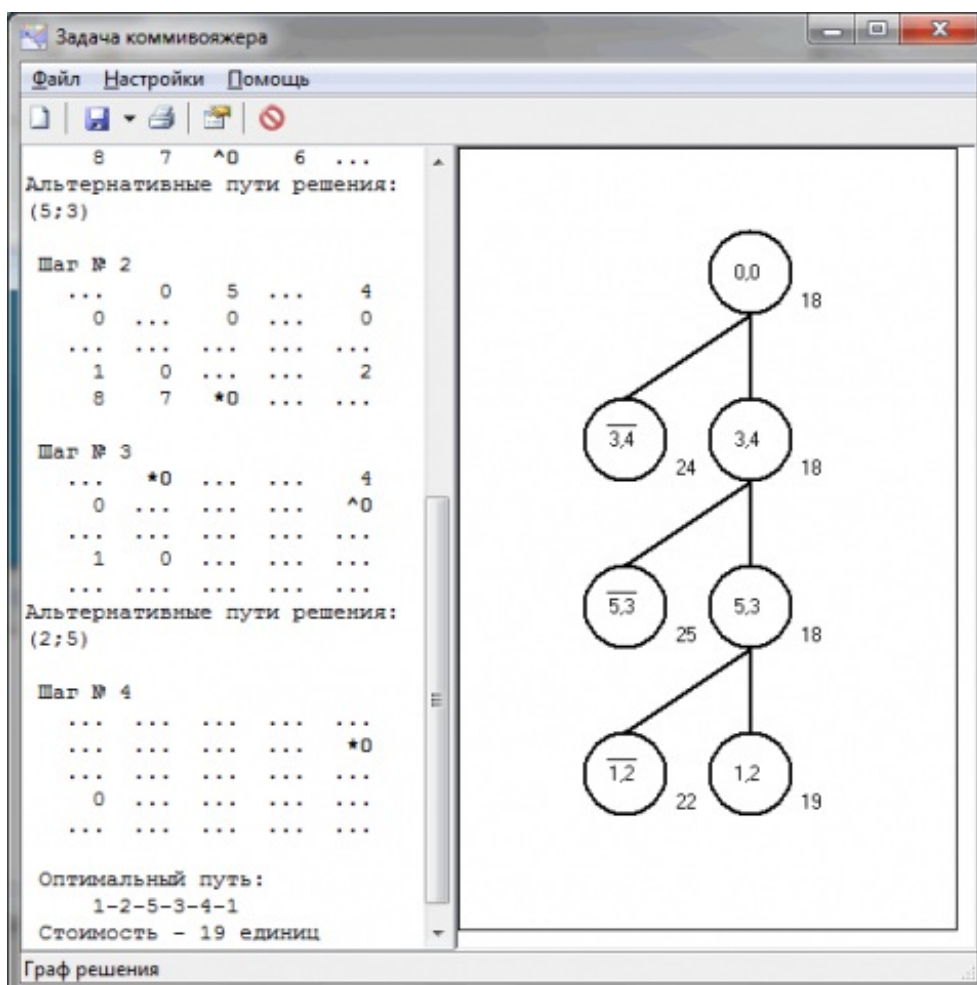 Задача коммивояжера
Файл Настройки Помощь
8 7 ^0 6 ...
Альтернативные пути решения:
(5;3)
Шаг № 2
... 0 5 ... 4
0 ... 0 ... 0
... ... ... ... ...
1 0 ... ... 2
8 7 *0 ... ...
Шаг № 3
... *0 ... ... 4
0 ... ... ... ^0
... ... ... ... ...
1 0 ... ... ...
... ... ... ... ...
Альтернативные пути решения:
(2;5)
Шаг № 4
... ... ... ... ...
... ... ... ... *0
... ... ... ... ...
0 ... ... ... ...
... ... ... ... ...
Оптимальный путь:
1-2-5-3-4-1
Стоимость - 19 единиц
0,0
18
3,4 3,4
24 18
5,3 5,3
25 18
1,2 1,2
22 19
Граф решения